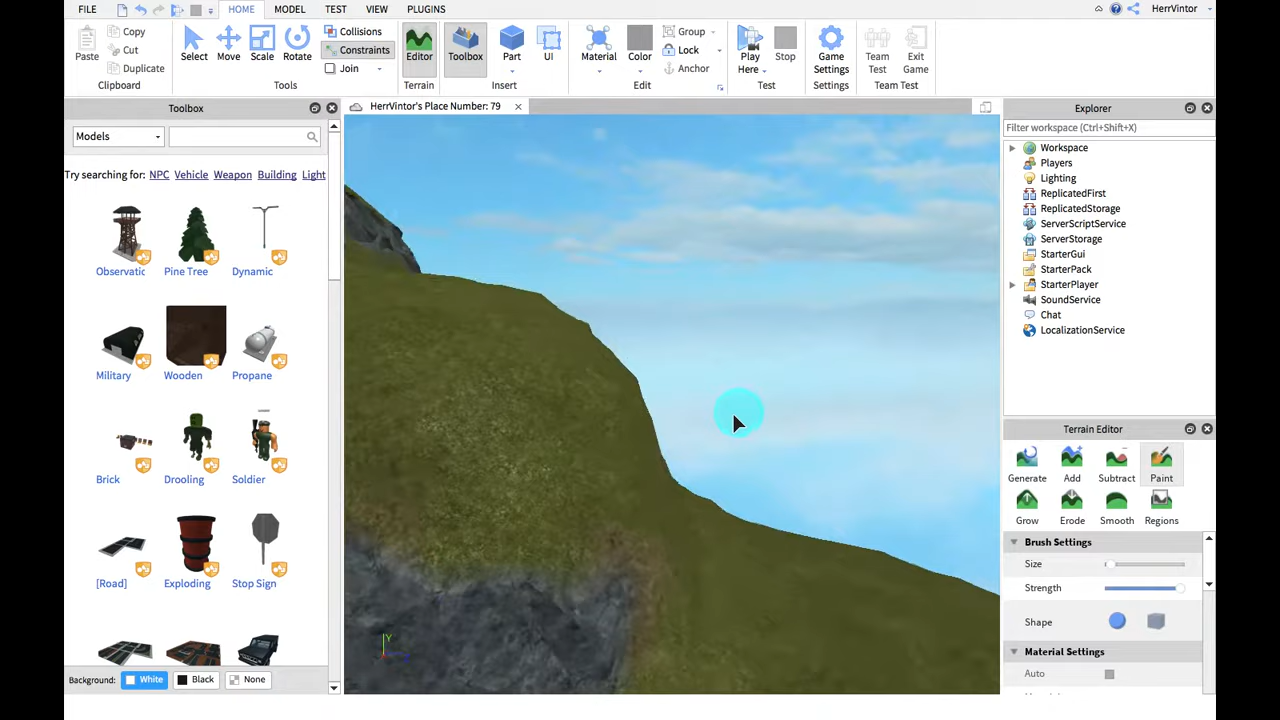 FILE HOME MODEL TEST VIEW PLUGINS HerrVintor
Paste Copy Cut Duplicate Select Move Scale Rotate Collisions Constraints Join Editor Toolbox Part UI Material Color Group Lock Anchor Play Here Stop Game Settings Team Test Exit Game
Clipboard Tools Terrain Insert Edit Test Settings Team Test
Toolbox HerrVintor's Place Number: 79 Explorer
Models
Filter workspace (Ctrl+Shift+X)
Try searching for: NPC Vehicle Weapon Building Light
Observatic Pine Tree Dynamic
Military Wooden Propane
Brick Drooling Soldier
[Road] Exploding Stop Sign
Background: White Black None
Y
Workspace
Players
Lighting
ReplicatedFirst
ReplicatedStorage
ServerScriptService
ServerStorage
StarterGui
StarterPack
StarterPlayer
SoundService
Chat
LocalizationService
Terrain Editor
Generate Add Subtract Paint
Grow Erode Smooth Regions
Brush Settings
Size
Strength
Shape
Material Settings
Auto